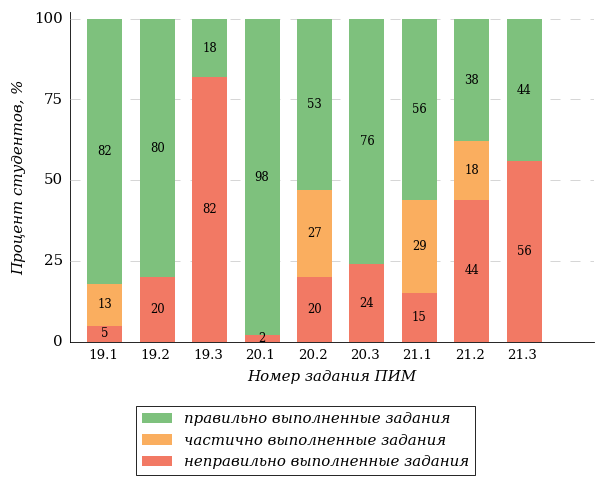 Процент студентов, %
100
75
50
25
0
82 13 5
80 20
18 82
98 2
53 27 20
76 24
56 29 15
38 18 44
44 56
19.1 19.2 19.3 20.1 20.2 20.3 21.1 21.2 21.3
Номер задания ПИМ
правильно выполненные задания
частично выполненные задания
неправильно выполненные задания